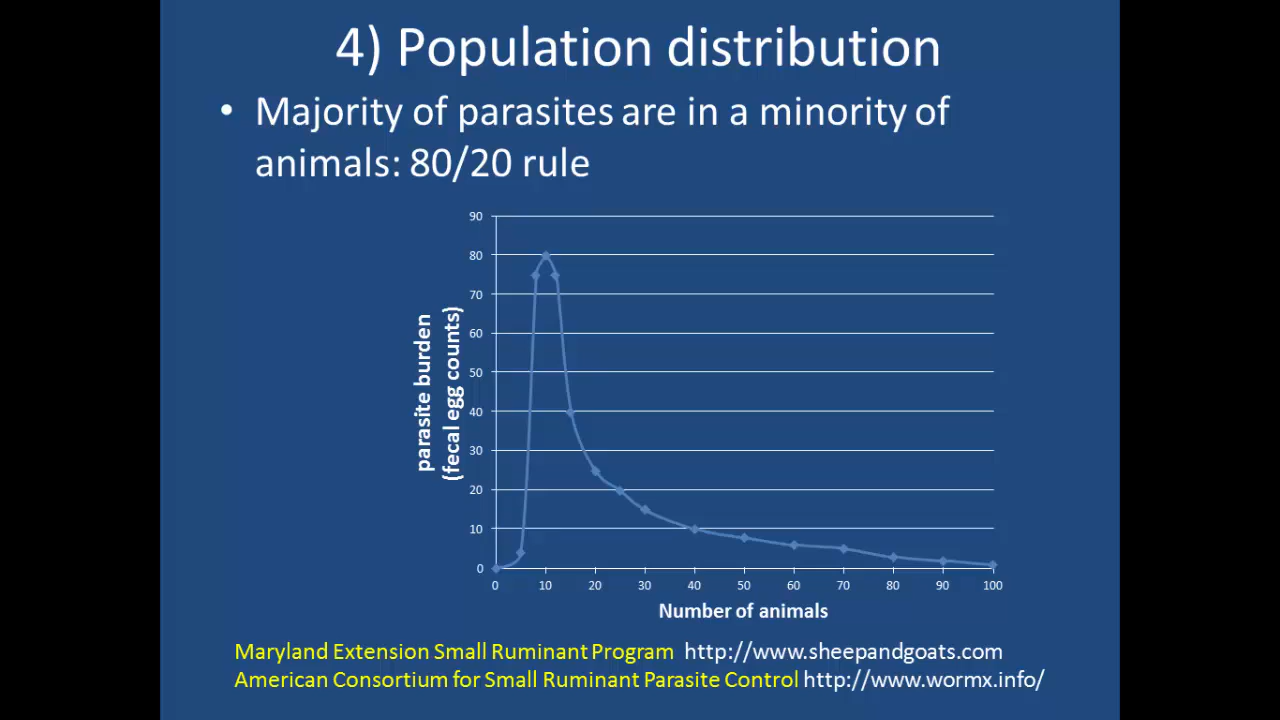 4) Population distribution
• Majority of parasites are in a minority of
animals: 80/20 rule
90
80
70
60
50
40
30
20
10
0
parasite burden
(fecal egg counts)
0 10 20 30 40 50 60 70 80 90 100
Number of animals
Maryland Extension Small Ruminant Program http://www.sheepandgoats.com
American Consortium for Small Ruminant Parasite Control http://www.wormx.info/